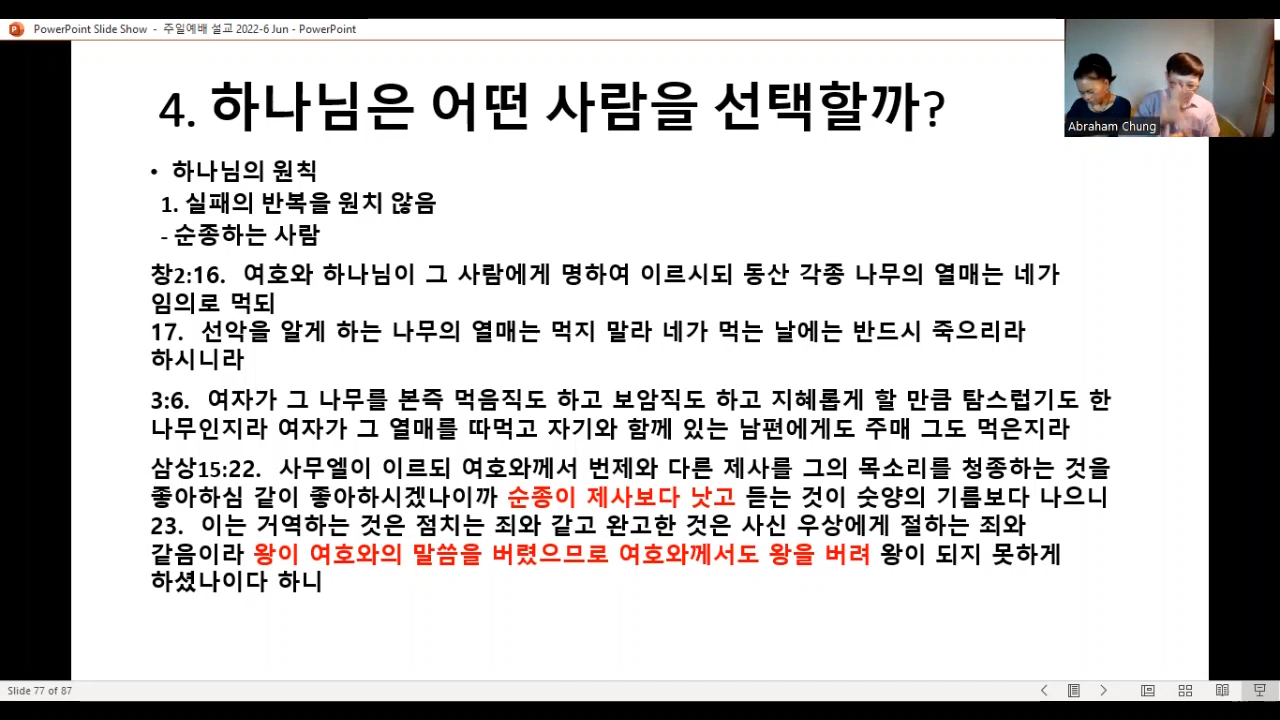 PowerPoint Slide Show - 주일예배 설교 2022-6 Jun - PowerPoint
Abraham Chung
4. 하나님은 어떤 사람을 선택할까?
• 하나님의 원칙
1. 실패의 반복을 원치 않음
- 순종하는 사람
창2:16. 여호와 하나님이 그 사람에게 명하여 이르시되 동산 각종 나무의 열매는 네가
임의로 먹되
17. 선악을 알게 하는 나무의 열매는 먹지 말라 네가 먹는 날에는 반드시 죽으리라
하시니라
3:6. 여자가 그 나무를 본즉 먹음직도 하고 보암직도 하고 지혜롭게 할 만큼 탐스럽기도 한
나무인지라 여자가 그 열매를 따먹고 자기와 함께 있는 남편에게도 주매 그도 먹은지라
삼상15:22. 사무엘이 이르되 여호와께서 번제와 다른 제사를 그의 목소리를 청종하는 것을
좋아하심 같이 좋아하시겠나이까 순종이 제사보다 낫고 듣는 것이 숫양의 기름보다 나으니
23. 이는 거역하는 것은 점치는 죄와 같고 완고한 것은 사신 우상에게 절하는 죄와
같음이라 왕이 여호와의 말씀을 버렸으므로 여호와께서도 왕을 버려 왕이 되지 못하게
하셨나이다 하니
Slide 77 of 87